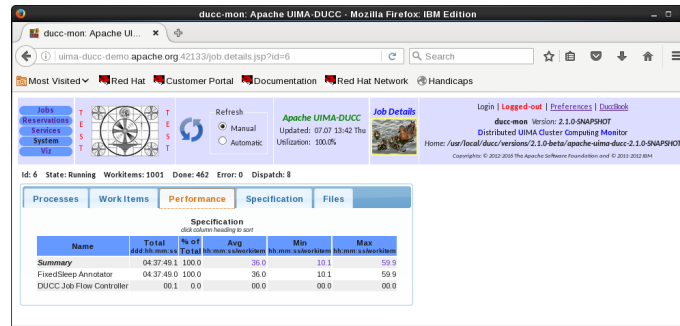 ducc-mon: Apache UIMA-DUCC - Mozilla Firefox: IBM Edition
ducc-mon: Apache UI...
uima-ducc-demo.apache.org:42133/job.details.jsp?id=6
Search
Most Visited
Red Hat
Customer Portal
Documentation
Red Hat Network
Handicaps
Jobs
Reservations
Services
System
Viz
T
E
S
T
T
E
S
T
Refresh
Manual
Automatic
Apache UIMA-DUCC
Updated: 07.07 13:42 Thu
Utilization: 100.0%
Job Details
Login | Logged-out | Preferences | DuccBook
ducc-mon Version: 2.1.0-SNAPSHOT
Distributed UIMA Cluster Computing Monitor
Home: /usr/local/ducc/versions/2.1.0-beta/apache-uima-ducc-2.1.0-SNAPSHOT
Copyrights: © 2012-2016 The Apache Software Foundation and © 2011-2012 IBM
Id: 6 State: Running Workitems: 1001 Done: 462 Error: 0 Dispatch: 8
Processes Work Items Performance Specification Files
Specification
click column heading to sort
Name Total % of Avg Min Max
ddd:hh:mm:ss Total hh:mm:ss/workitem hh:mm:ss/workitem hh:mm:ss/workitem
Summary 04:37:49.1 100.0 36.0 10.1 59.9
FixedSleep Annotator 04:37:49.0 100.0 36.0 10.1 59.9
DUCC Job Flow Controller 00.1 0.0 00.0 00.0 00.0